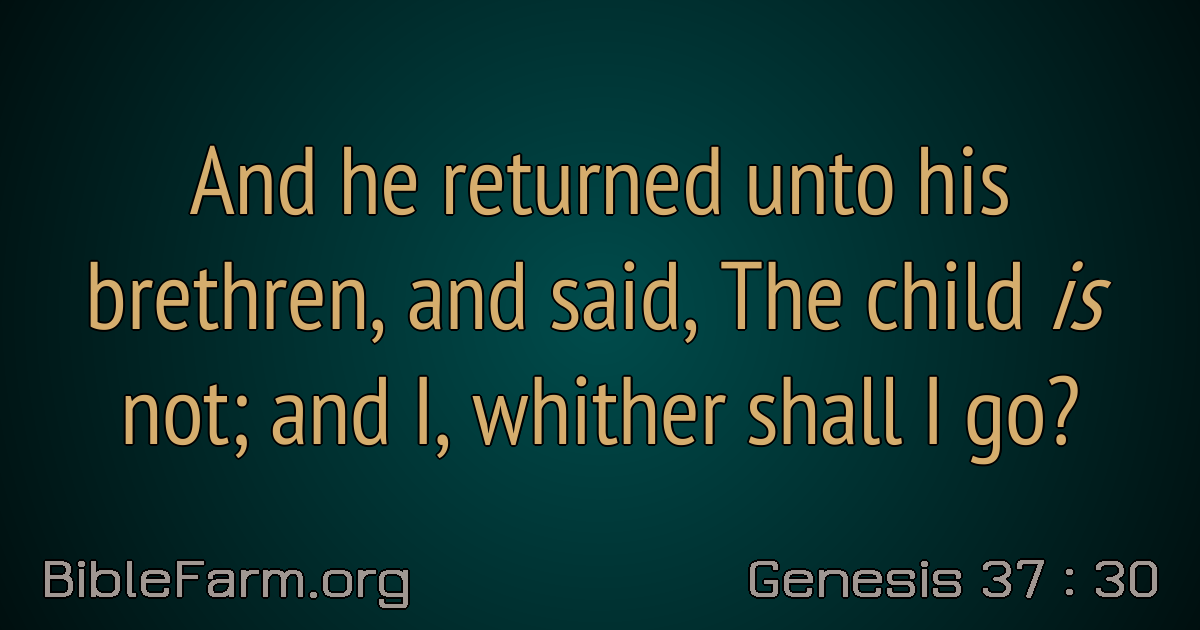 And he returned unto his
brethren, and said, The child is
not; and I, whither shall I go?
BibleFarm.org
Genesis 37 : 30